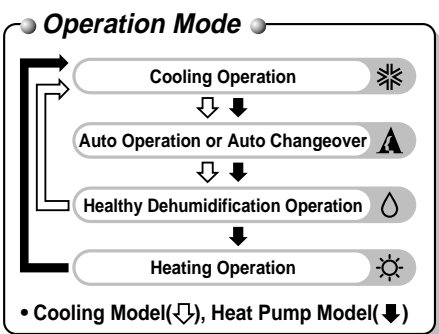 Operation Mode
Cooling Operation
Auto Operation or Auto Changeover
Healthy Dehumidification Operation
Heating Operation
• Cooling Model(⇩), Heat Pump Model(🡇)